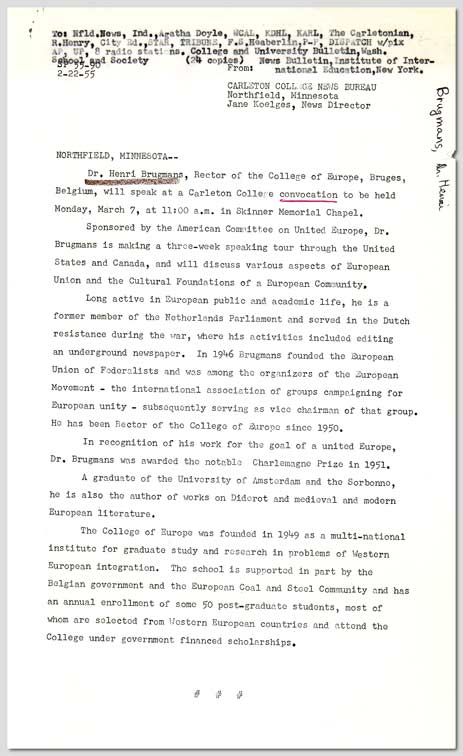 To: Nfld.News, Ind.,Agatha Doyle, WCAL, KDHL, KARL, The Carletonian,
R.Henry, City Ed.,STAR, TRIBUNE, F.S.Heaberlin,P-P, DISPATCH w/pix
AP, UP, 8 radio stations, College and University Bulletin,Wash.
School and Society (24 copies) News Bulletin,Institute of Inter-
national Education,New York.
SP 55-90
2-22-55
From:
CARLETON COLLEGE NEWS BUREAU
Northfield, Minnesota
Jane Koelges, News Director
Brugmans, Dr. Henri
NORTHFIELD, MINNESOTA--
Dr. Henri Brugmans, Rector of the College of Europe, Bruges,
Belgium, will speak at a Carleton College convocation to be held
Monday, March 7, at 11:00 a.m. in Skinner Memorial Chapel.
Sponsored by the American Committee on United Europe, Dr.
Brugmans is making a three-week speaking tour through the United
States and Canada, and will discuss various aspects of European
Union and the Cultural Foundations of a European Community.
Long active in European public and academic life, he is a
former member of the Netherlands Parliament and served in the Dutch
resistance during the war, where his activities included editing
an underground newspaper. In 1946 Brugmans founded the European
Union of Federalists and was among the organizers of the European
Movement - the international association of groups campaigning for
European unity - subsequently serving as vice chairman of that group.
He has been Rector of the College of Europe since 1950.
In recognition of his work for the goal of a united Europe,
Dr. Brugmans was awarded the notable Charlemagne Prize in 1951.
A graduate of the University of Amsterdam and the Sorbonne,
he is also the author of works on Diderot and medieval and modern
European literature.
The College of Europe was founded in 1949 as a multi-national
institute for graduate study and research in problems of Western
European integration. The school is supported in part by the
Belgian government and the European Coal and Steel Community and has
an annual enrollment of some 50 post-graduate students, most of
whom are selected from Western European countries and attend the
College under government financed scholarships.
# # #